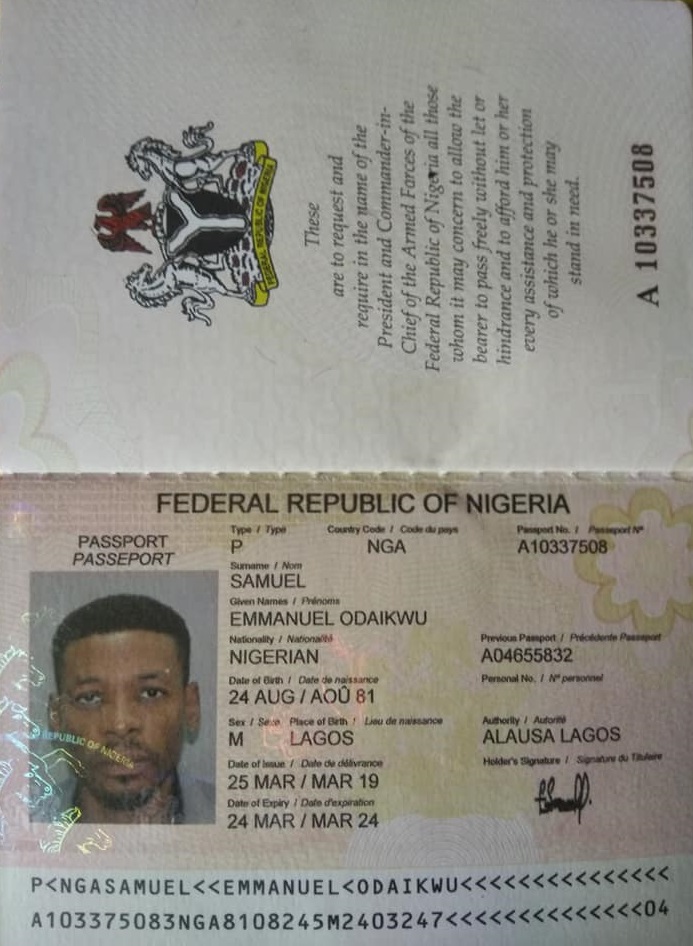 FEDERAL REPUBLIC OF NIGERIA
These
are to request and
require in the name of the
President and Commander-in-
Chief of the Armed Forces of the
Federal Republic of Nigeria all those
whom it may concern to allow the
bearer to pass freely without let or
hindrance and to afford him or her
every assistance and protection
of which he or she may
stand in need.
A 10337508
FEDERAL REPUBLIC OF NIGERIA
PASSPORT
PASSEPORT
Type / Type Country Code / Code du pays Passport No. / Passeport N°
P NGA A10337508
Surname / Nom
SAMUEL
Given Names / Prénoms
EMMANUEL ODAIKWU
Nationality / Nationalité Previous Passport / Précédente Passeport
NIGERIAN A04655832
Date of Birth / Date de naissance Personal No. / N° personnel
24 AUG / AOÛ 81
Sex / Sexe Place of Birth / Lieu de naissance Authority / Autorité
M LAGOS ALAUSA LAGOS
Date of Issue / Date de délivrance Holder's Signature / Signature du Titulaire
25 MAR / MAR 19
Date of Expiry / Date d'expiration
24 MAR / MAR 24
REPUBLIC OF NIGERIA
P<NGASAMUEL<<EMMANUEL<ODAIKWU<<<<<<<<<<<<<<<
A103375083NGA8108245M2403247<<<<<<<<<<<<<<04